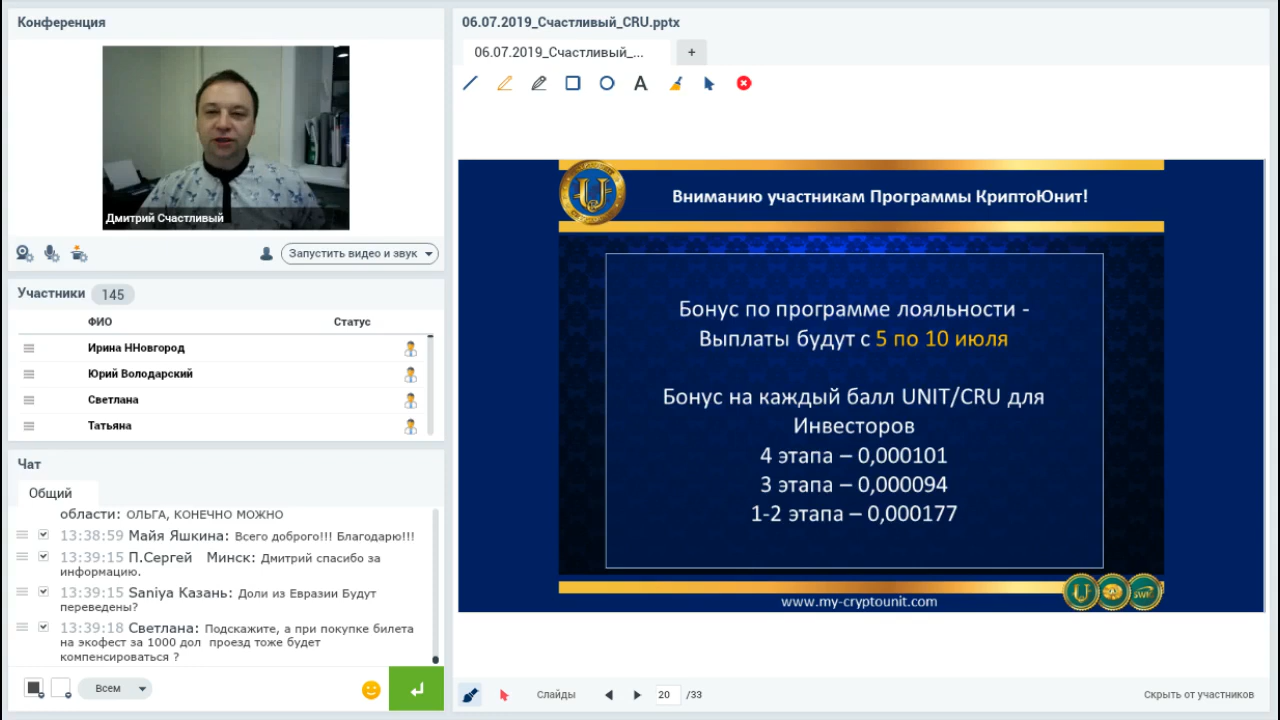 Конференция
Дмитрий Счастливый
Запустить видео и звук
Участники 145
ФИО Статус
Ирина ННовгород
Юрий Володарский
Светлана
Татьяна
Чат
Общий
области: ОЛЬГА, КОНЕЧНО МОЖНО
13:38:59 Майя Яшкина: Всего доброго!!! Благодарю!!!
13:39:15 П.Сергей Минск: Дмитрий спасибо за
информацию.
13:39:15 Saniya Казань: Доли из Евразии Будут
переведены?
13:39:18 Светлана: Подскажите, а при покупке билета
на экофест за 1000 дол проезд тоже будет
компенсироваться ?
Всем
06.07.2019_Счастливый_CRU.pptx
06.07.2019_Счастливый_...
+
A
Вниманию участникам Программы КриптоЮнит!
Бонус по программе лояльности -
Выплаты будут с 5 по 10 июля
Бонус на каждый балл UNIT/CRU для
Инвесторов
4 этапа – 0,000101
3 этапа – 0,000094
1-2 этапа – 0,000177
www.my-cryptounit.com
Слайды 20 /33
Скрыть от участников